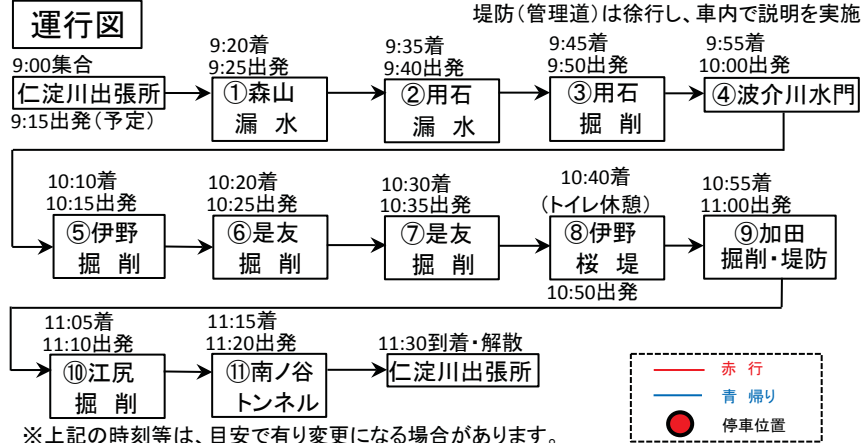 運行図
堤防（管理道）は徐行し、車内で説明を実施
9:00集合
仁淀川出張所
9:15出発（予定）
9:20着
9:25出発
①森山
漏 水
9:35着
9:40出発
②用石
漏 水
9:45着
9:50出発
③用石
掘 削
9:55着
10:00出発
④波介川水門
10:10着
10:15出発
⑤伊野
掘 削
10:20着
10:25出発
⑥是友
掘 削
10:30着
10:35出発
⑦是友
掘 削
10:40着
（トイレ休憩）
⑧伊野
桜 堤
10:50出発
10:55着
11:00出発
⑨加田
掘削・堤防
11:05着
11:10出発
⑩江尻
掘 削
11:15着
11:20出発
⑪南ノ谷
トンネル
11:30到着・解散
仁淀川出張所
赤 行
青 帰り
停車位置
※上記の時刻等は、目安で有り変更になる場合があります。